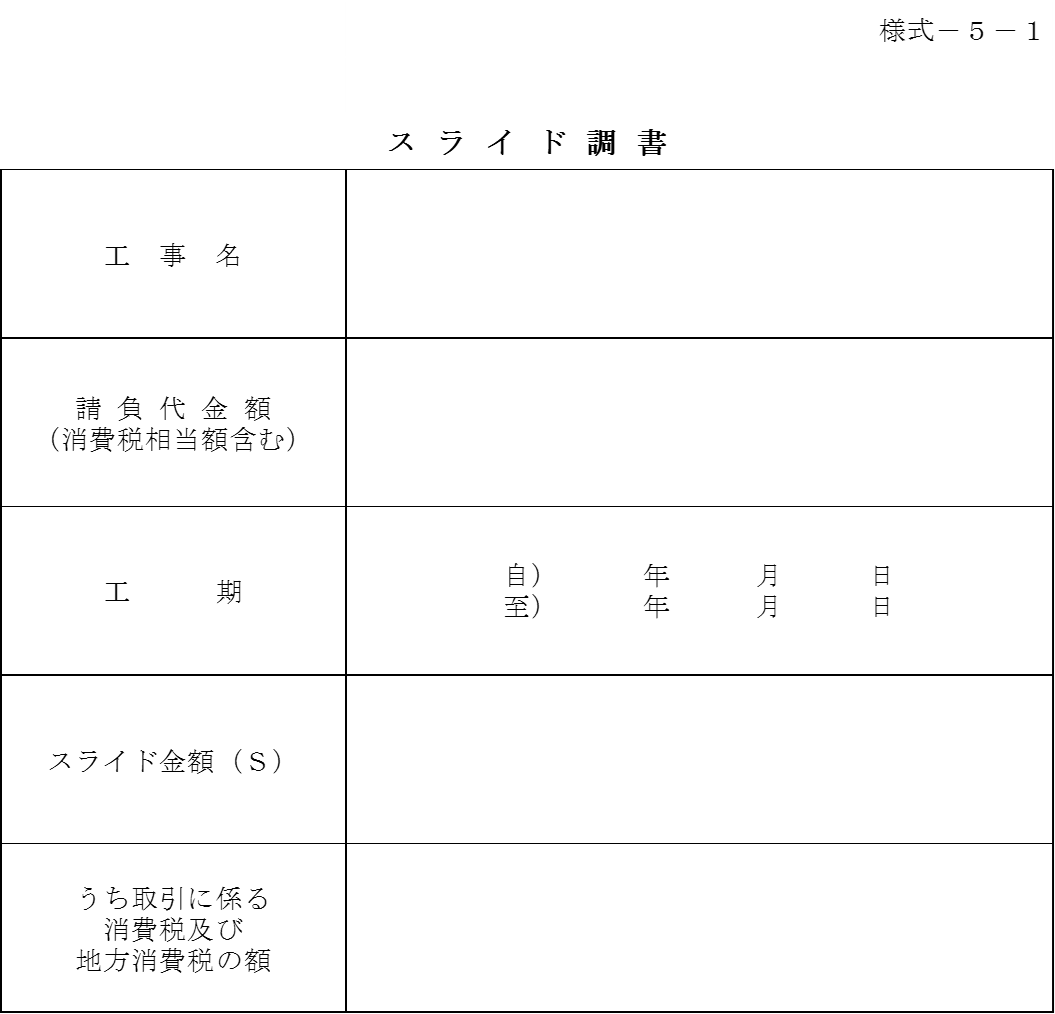 様式－５－１
ス ラ イ ド 調 書
工　事　名
請 負 代 金 額
（消費税相当額含む）
工　　　期
自）　　　年　　　月　　　日
至）　　　年　　　月　　　日
スライド金額（Ｓ）
うち取引に係る
消費税及び
地方消費税の額